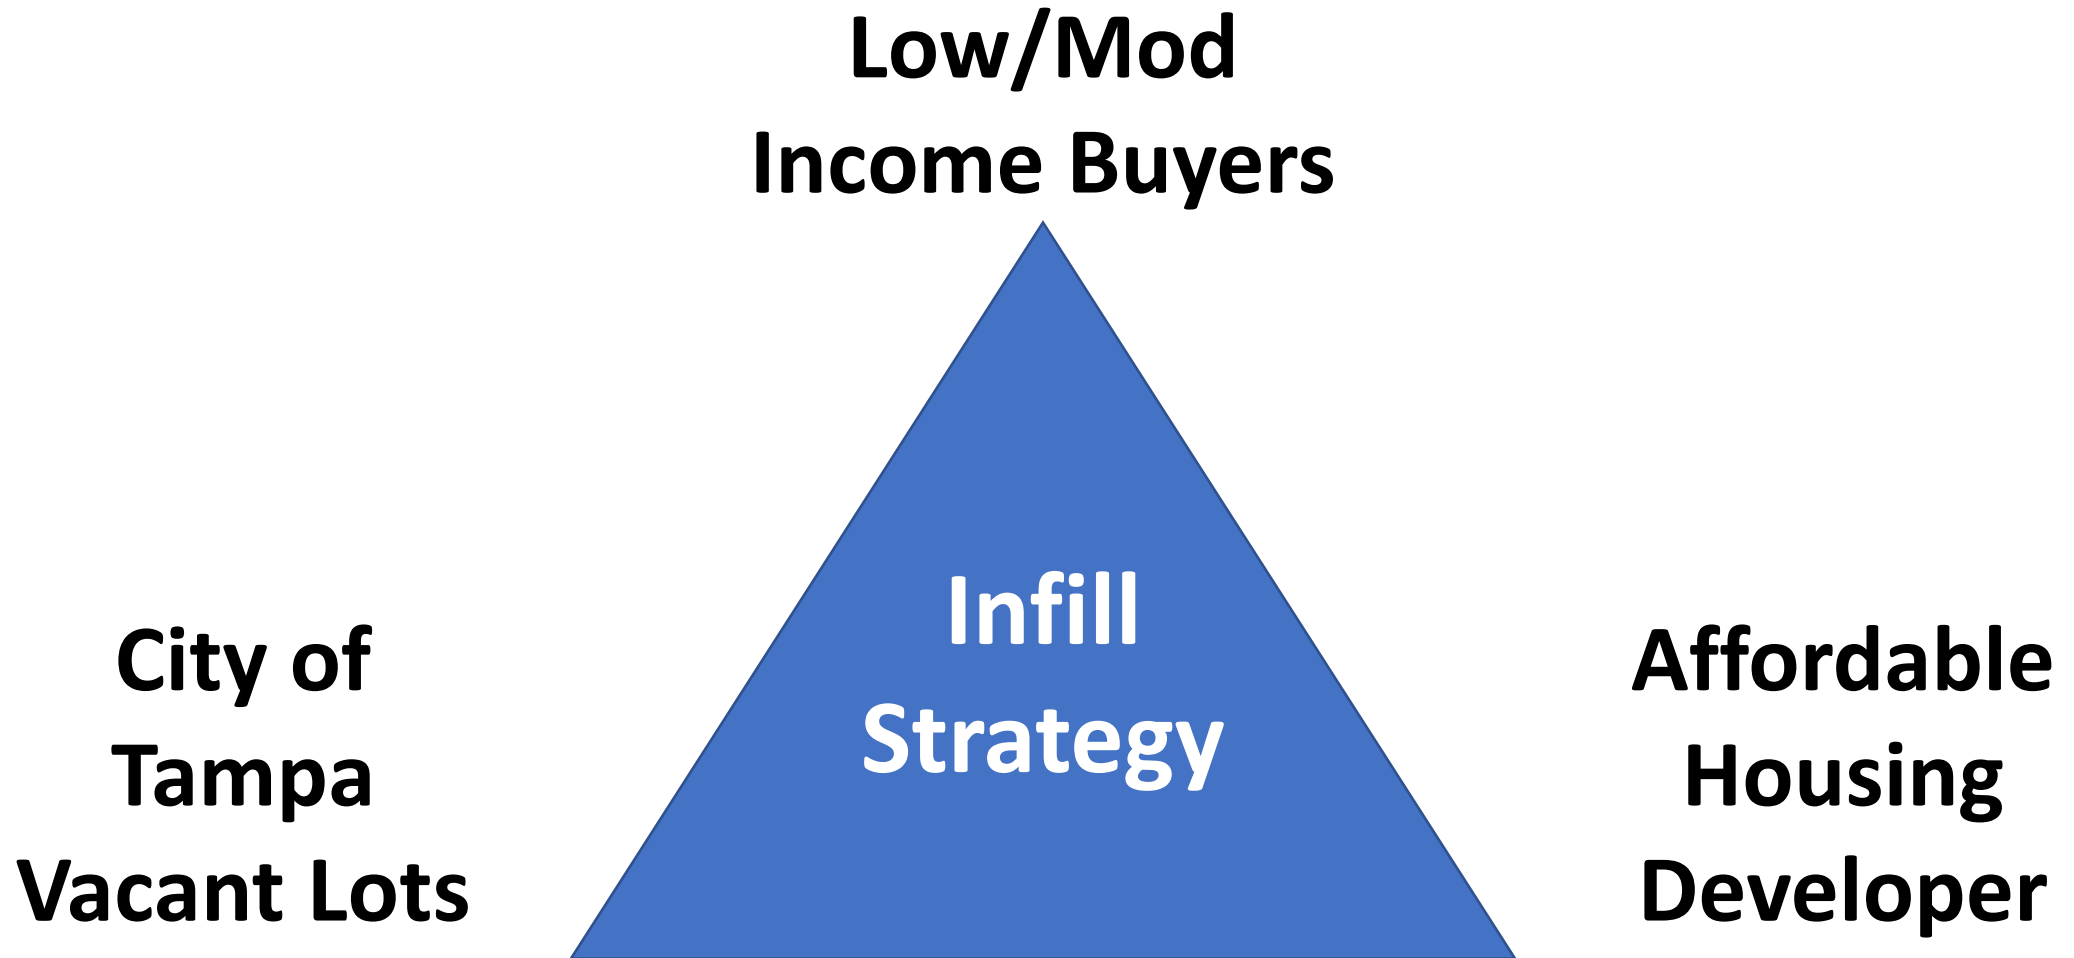 Low/Mod
Income Buyers
Infill
Strategy
City of
Tampa
Vacant Lots
Affordable
Housing
Developer